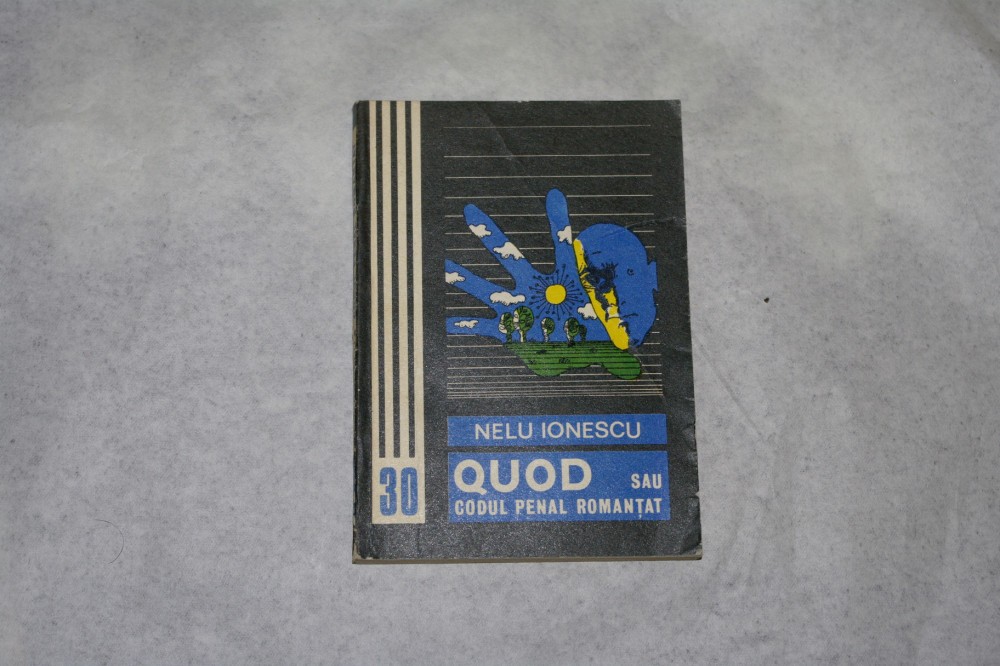 NELU IONESCU
QUOD SAU
CODUL PENAL ROMANȚAT
30